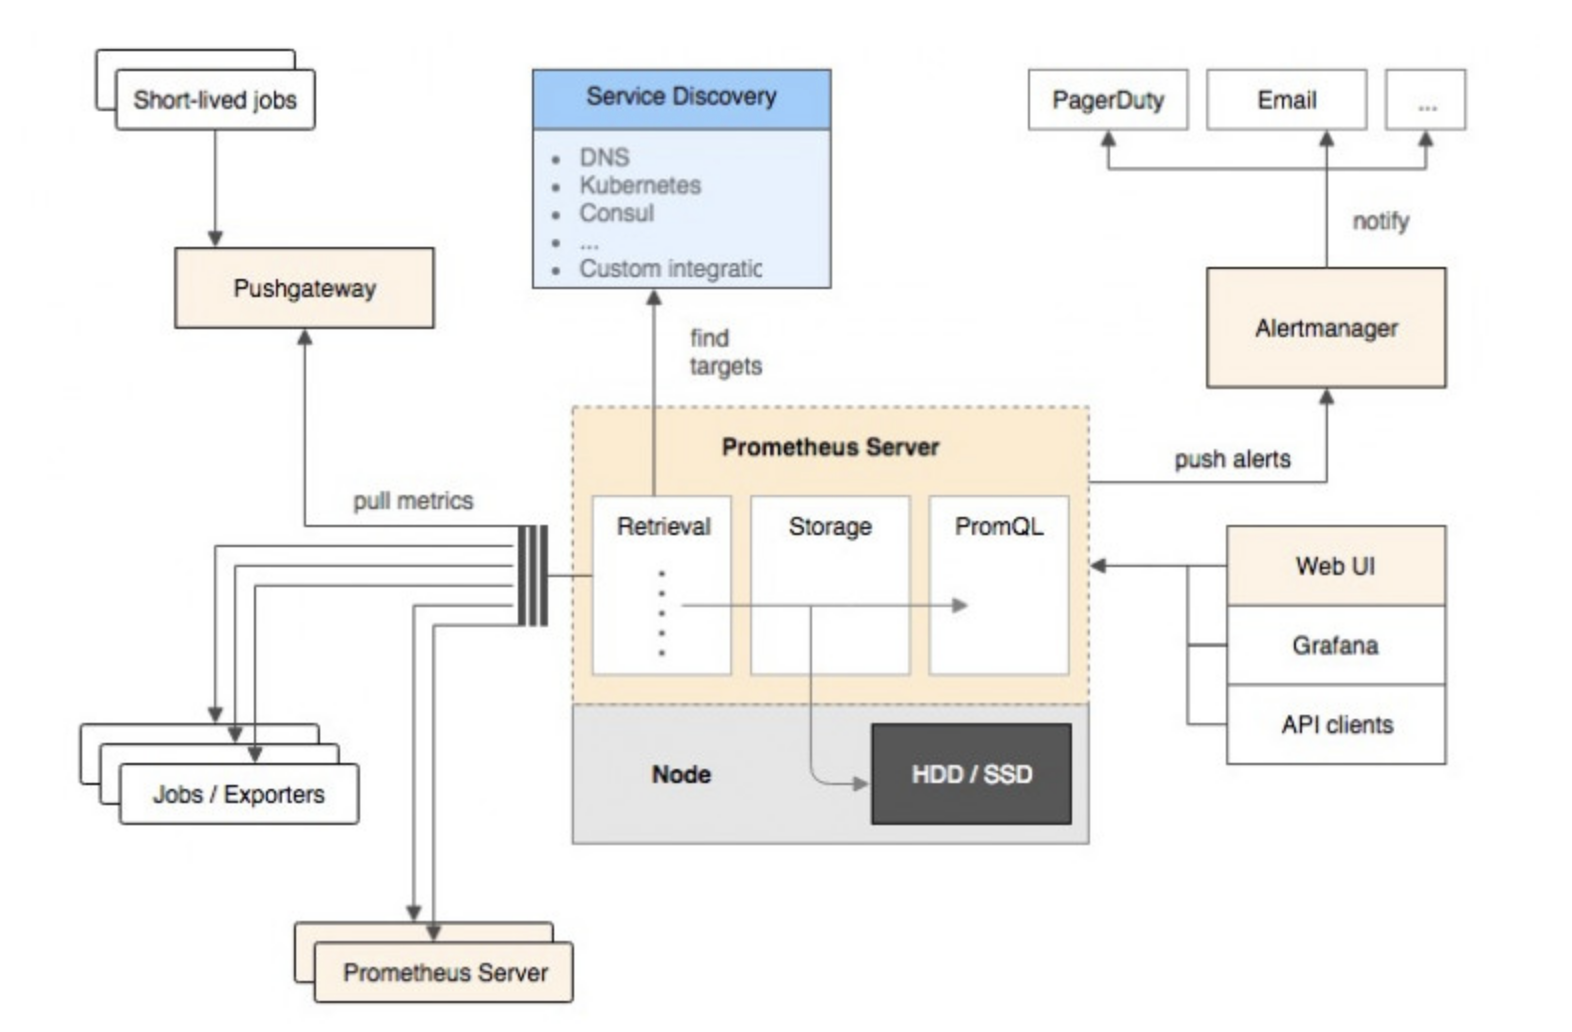 Short-lived jobs
Service Discovery
• DNS
• Kubernetes
• Consul
• ...
• Custom integratic
PagerDuty
Email
...
notify
Pushgateway
Alertmanager
find
targets
Prometheus Server
push alerts
pull metrics
Retrieval
Storage
PromQL
Web UI
Grafana
API clients
Node
HDD / SSD
Jobs / Exporters
Prometheus Server